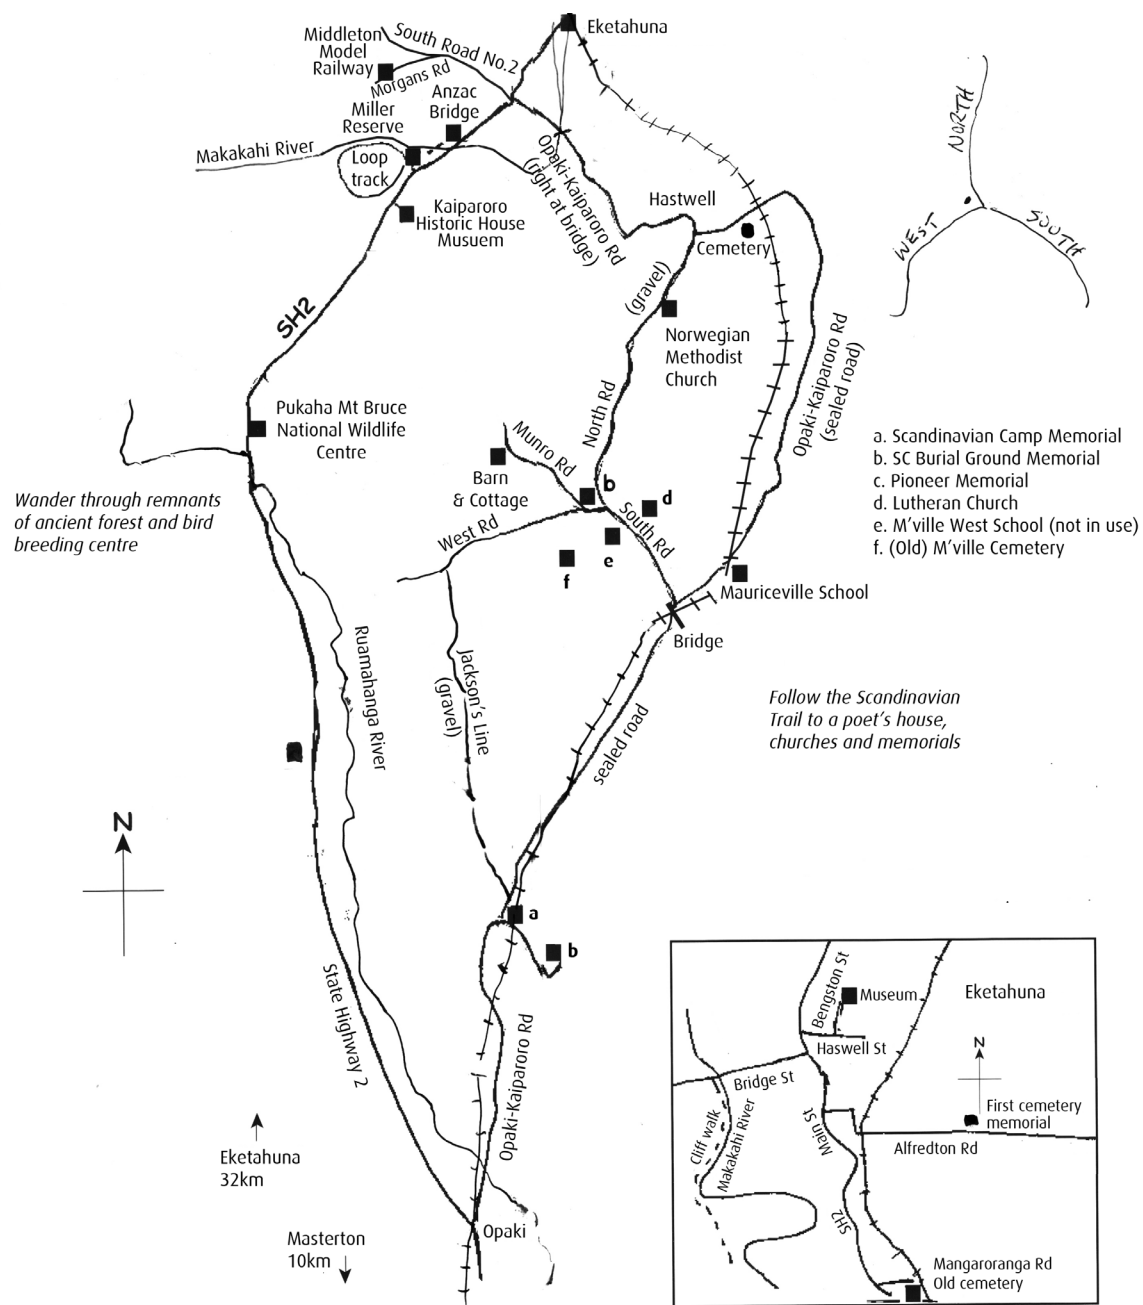 Eketahuna
Middleton
Model
Railway
South Road No.2
Morgans Rd
Anzac
Bridge
Miller
Reserve
Makakahi River
Loop
track
Opaki-Kaiparoro Rd
(right at bridge)
Hastwell
Cemetery
Kaiparoro
Historic House
Musuem
NORTH
WEST
SOUTH
(gravel)
SH2
Norwegian
Methodist
Church
Opaki-Kaiparoro Rd
(sealed road)
North Rd
Pukaha Mt Bruce
National Wildlife
Centre
Munro Rd
Barn
& Cottage
b
d
South Rd
West Rd
e
f
a. Scandinavian Camp Memorial
b. SC Burial Ground Memorial
c. Pioneer Memorial
d. Lutheran Church
e. M'ville West School (not in use)
f. (Old) M'ville Cemetery
Wander through remnants
of ancient forest and bird
breeding centre
Mauriceville School
Bridge
Ruamahanga River
Jackson's Line
(gravel)
sealed road
Follow the Scandinavian
Trail to a poet's house,
churches and memorials
N
a
b
State Highway 2
Opaki-Kaiparoro Rd
Eketahuna
32km
Masterton
10km
Opaki
Bengston St
Museum
Eketahuna
Haswell St
N
Bridge St
First cemetery
memorial
Cliff walk
Makakahi River
Main St
Alfredton Rd
SH2
Mangaroranga Rd
Old cemetery